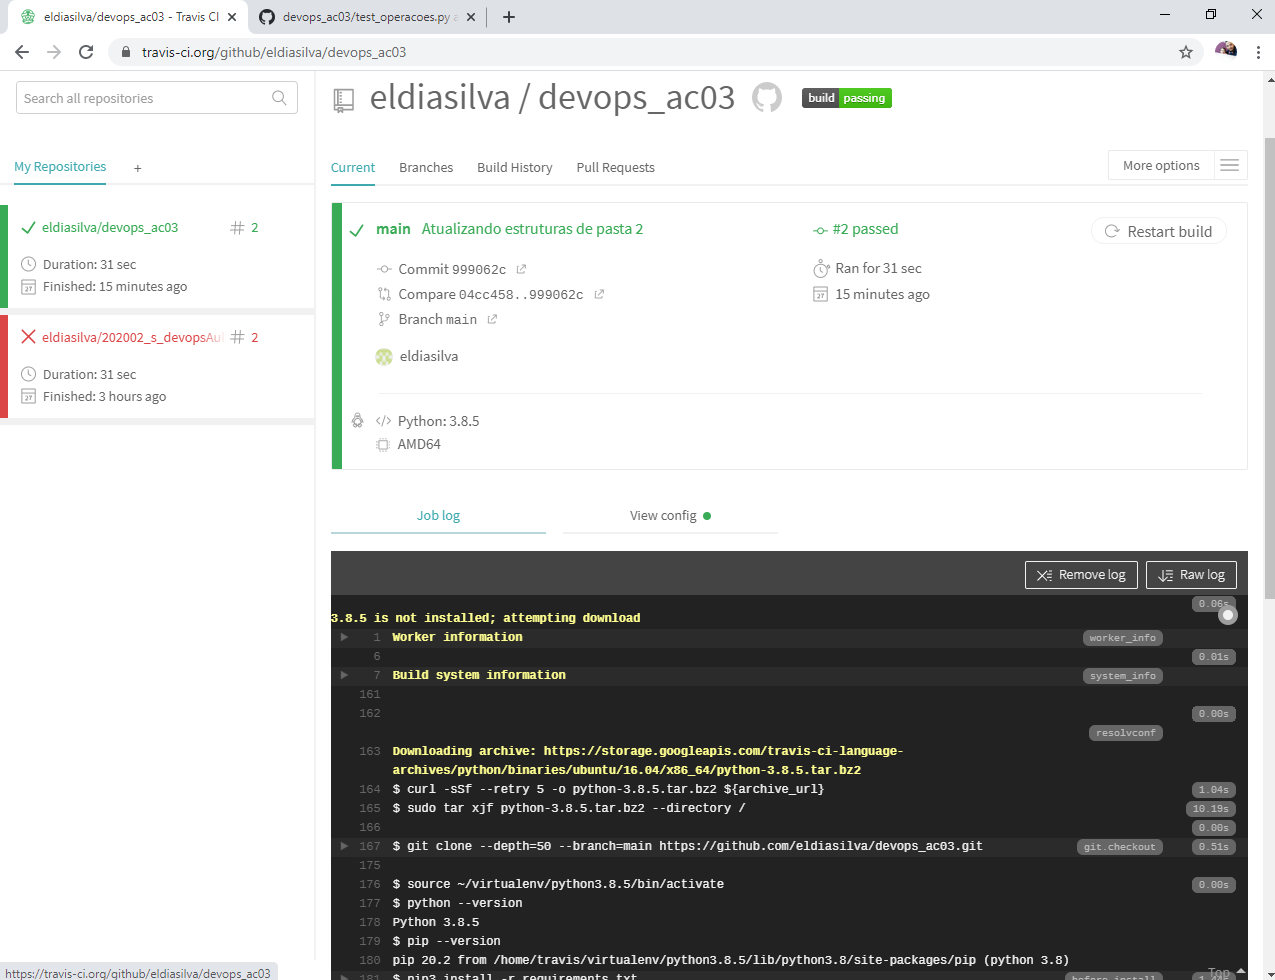 eldiasilva/devops_ac03 - Travis CI
devops_ac03/test_operacoes.py
travis-ci.org/github/eldiasilva/devops_ac03
Search all repositories
My Repositories +
eldiasilva/devops_ac03 # 2
Duration: 31 sec
Finished: 15 minutes ago
eldiasilva/202002_s_devopsAul # 2
Duration: 31 sec
Finished: 3 hours ago
eldiasilva / devops_ac03 build passing
Current Branches Build History Pull Requests More options
main Atualizando estruturas de pasta 2 #2 passed Restart build
Commit 999062c Ran for 31 sec
Compare 04cc458..999062c 15 minutes ago
Branch main
eldiasilva
Python: 3.8.5
AMD64
Job log View config
Remove log Raw log
0.06s
3.8.5 is not installed; attempting download
1 Worker information worker_info
6 0.01s
7 Build system information system_info
161
162 0.00s
resolvconf
163 Downloading archive: https://storage.googleapis.com/travis-ci-language-
archives/python/binaries/ubuntu/16.04/x86_64/python-3.8.5.tar.bz2
164 $ curl -sSf --retry 5 -o python-3.8.5.tar.bz2 ${archive_url} 1.04s
165 $ sudo tar xjf python-3.8.5.tar.bz2 --directory / 10.19s
166 0.00s
167 $ git clone --depth=50 --branch=main https://github.com/eldiasilva/devops_ac03.git git.checkout 0.51s
175
176 $ source ~/virtualenv/python3.8.5/bin/activate 0.00s
177 $ python --version
178 Python 3.8.5
179 $ pip --version
180 pip 20.2 from /home/travis/virtualenv/python3.8.5/lib/python3.8/site-packages/pip (python 3.8)
181 $ pip3 install -r requirements.txt before_install Top
https://travis-ci.org/github/eldiasilva/devops_ac03